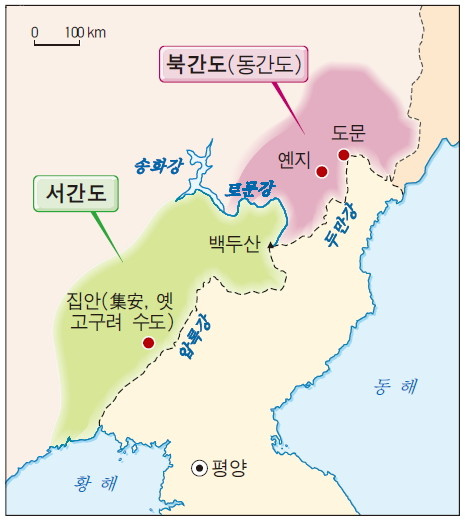 0 100 km
북간도(동간도)
도문
옌지
송화강
토문강
서간도
두만강
백두산
집안(集安, 옛
고구려 수도)
압록강
동해
평양
황해